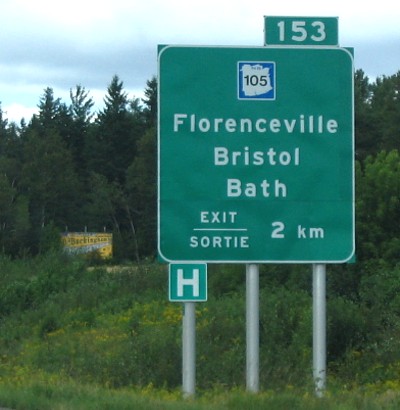 153
105
Florenceville
Bristol
Bath
EXIT
SORTIE
2 km
H